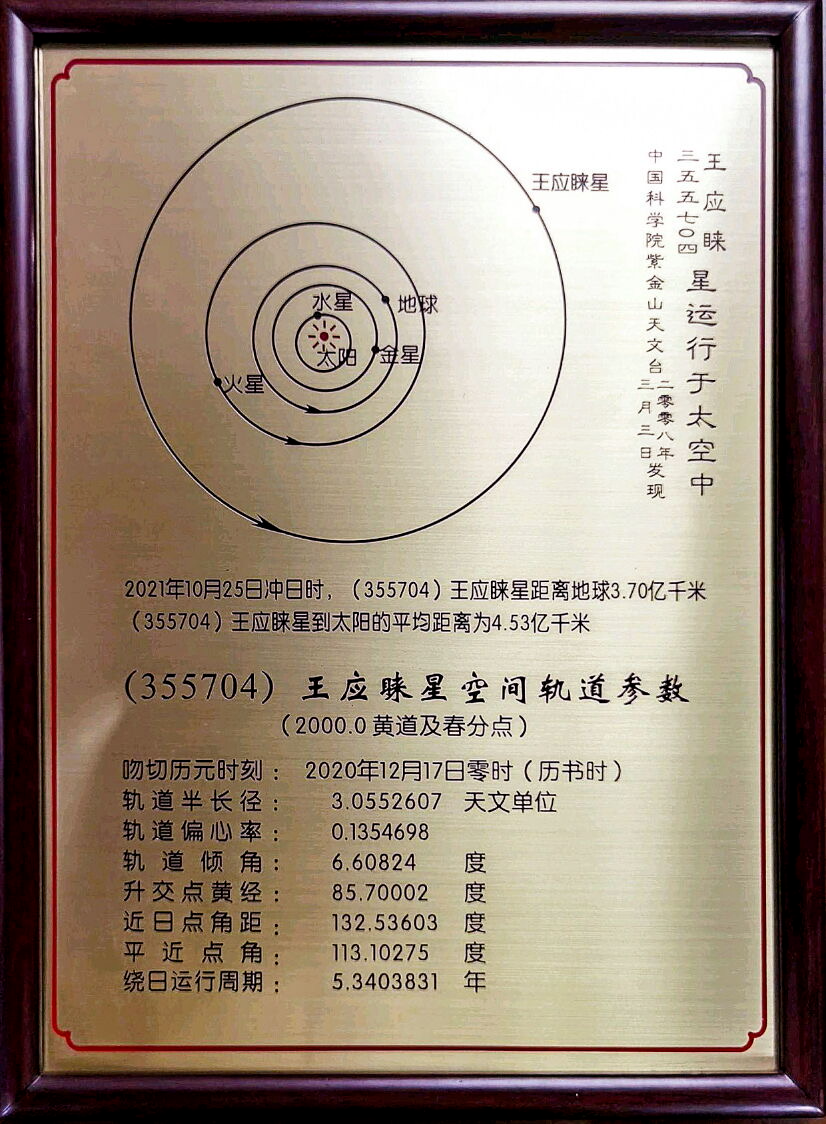 王应睐星
水星
地球
太阳
金星
火星
王应睐
三五五七〇四
星运行于太空中
中国科学院紫金山天文台
二零零八年
三月三日
发现
2021年10月25日冲日时，（355704）王应睐星距离地球3.70亿千米
（355704）王应睐星到太阳的平均距离为4.53亿千米
（355704）王应睐星空间轨道参数
（2000.0 黄道及春分点）
吻切历元时刻： 2020年12月17日零时（历书时）
轨道半长径： 3.0552607 天文单位
轨道偏心率： 0.1354698
轨道倾角： 6.60824 度
升交点黄经： 85.70002 度
近日点角距： 132.53603 度
平近点角： 113.10275 度
绕日运行周期： 5.3403831 年